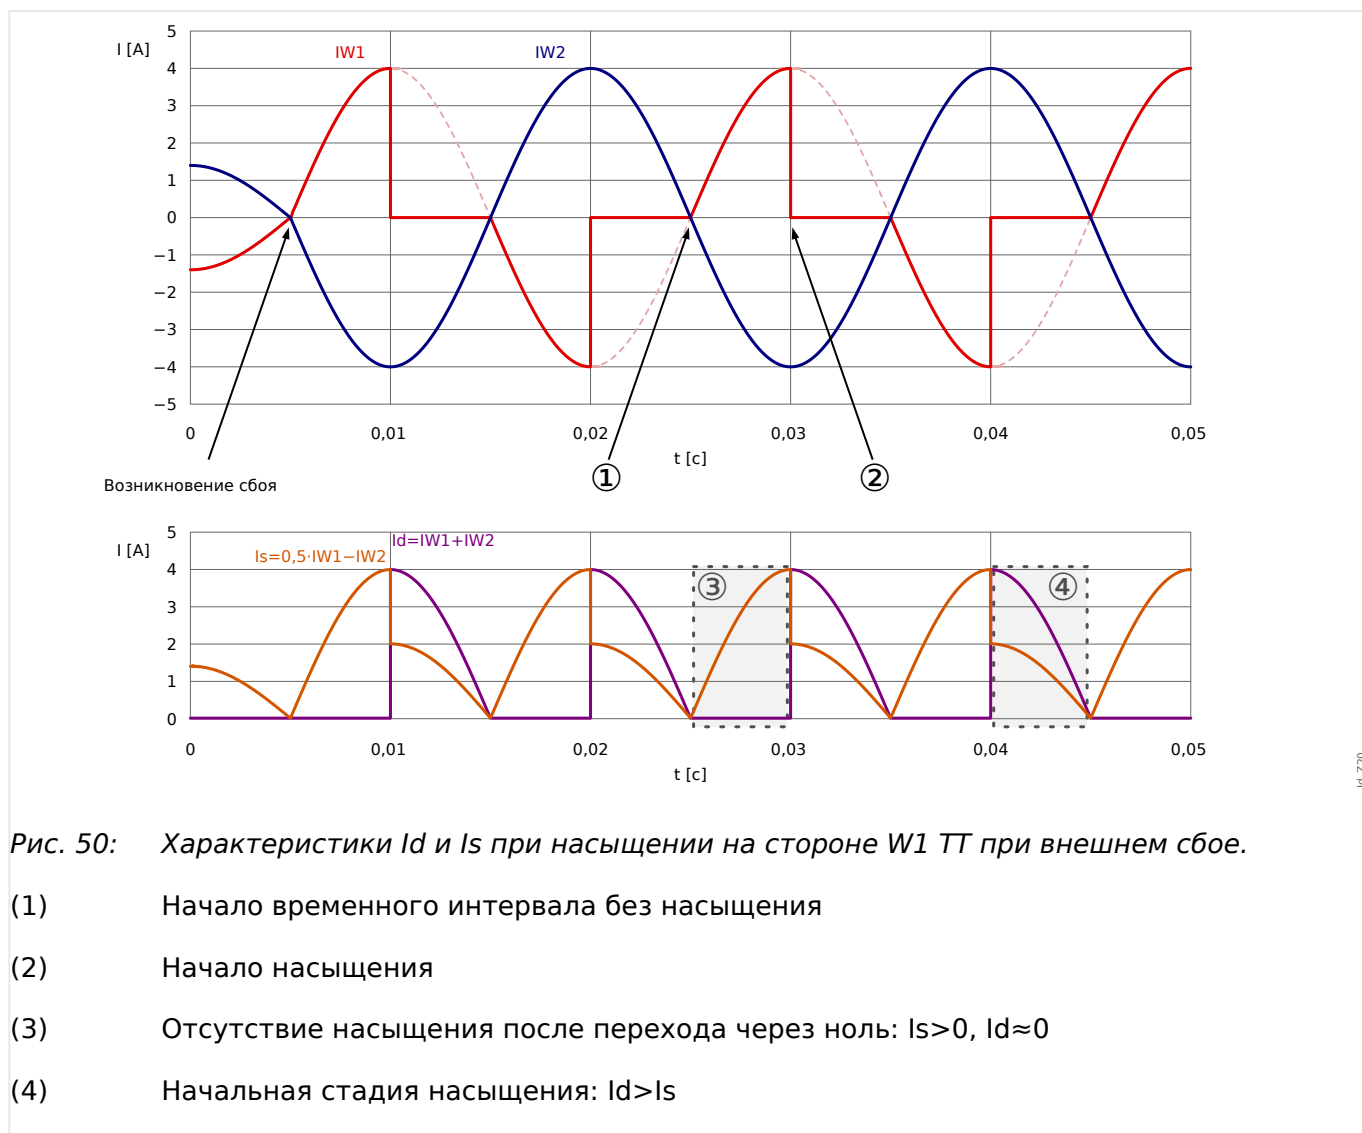 I [A]
IW1
IW2
5
4
3
2
1
0
−1
−2
−3
−4
−5
0 0,01 0,02 0,03 0,04 0,05
t [c]
Возникновение сбоя
①
②
I [A]
Is=0,5·IW1−IW2
Id=IW1+IW2
5
4
3
2
1
0
③
④
0 0,01 0,02 0,03 0,04 0,05
t [c]
Рис. 50: Характеристики Id и Is при насыщении на стороне W1 ТТ при внешнем сбое.
(1) Начало временного интервала без насыщения
(2) Начало насыщения
(3) Отсутствие насыщения после перехода через ноль: Is>0, Id≈0
(4) Начальная стадия насыщения: Id>Is